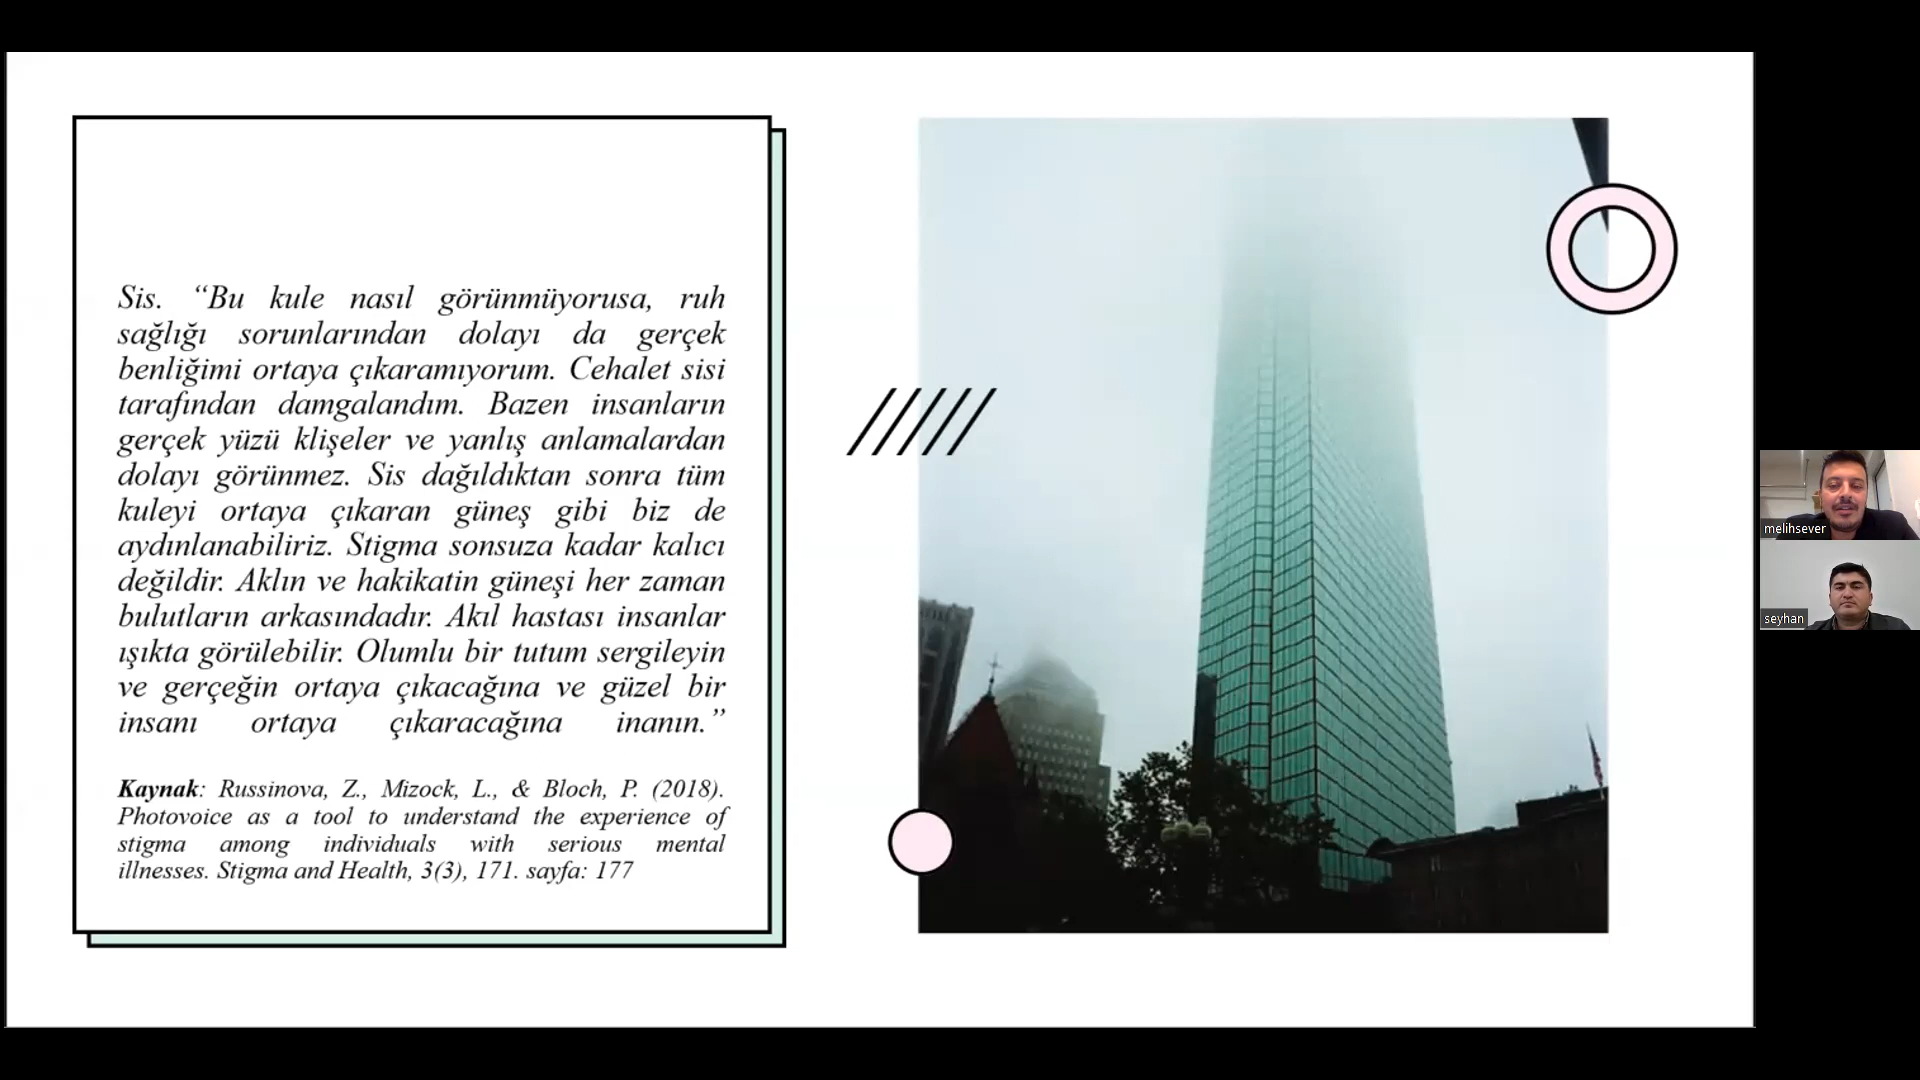 Sis. “Bu kule nasıl görünmüyorusa, ruh
sağlığı sorunlarından dolayı da gerçek
benliğimi ortaya çıkaramıyorum. Cehalet sisi
tarafından damgalandım. Bazen insanların
gerçek yüzü klişeler ve yanlış anlamalardan
dolayı görünmez. Sis dağıldıktan sonra tüm
kuleyi ortaya çıkaran güneş gibi biz de
aydınlanabiliriz. Stigma sonsuza kadar kalıcı
değildir. Aklın ve hakikatin güneşi her zaman
bulutların arkasındadır. Akıl hastası insanlar
ışıkta görülebilir. Olumlu bir tutum sergileyin
ve gerçeğin ortaya çıkacağına ve güzel bir
insanı ortaya çıkaracağına inanın.”
Kaynak: Russinova, Z., Mizock, L., & Bloch, P. (2018).
Photovoice as a tool to understand the experience of
stigma among individuals with serious mental
illnesses. Stigma and Health, 3(3), 171. sayfa: 177
melihsever
seyhan